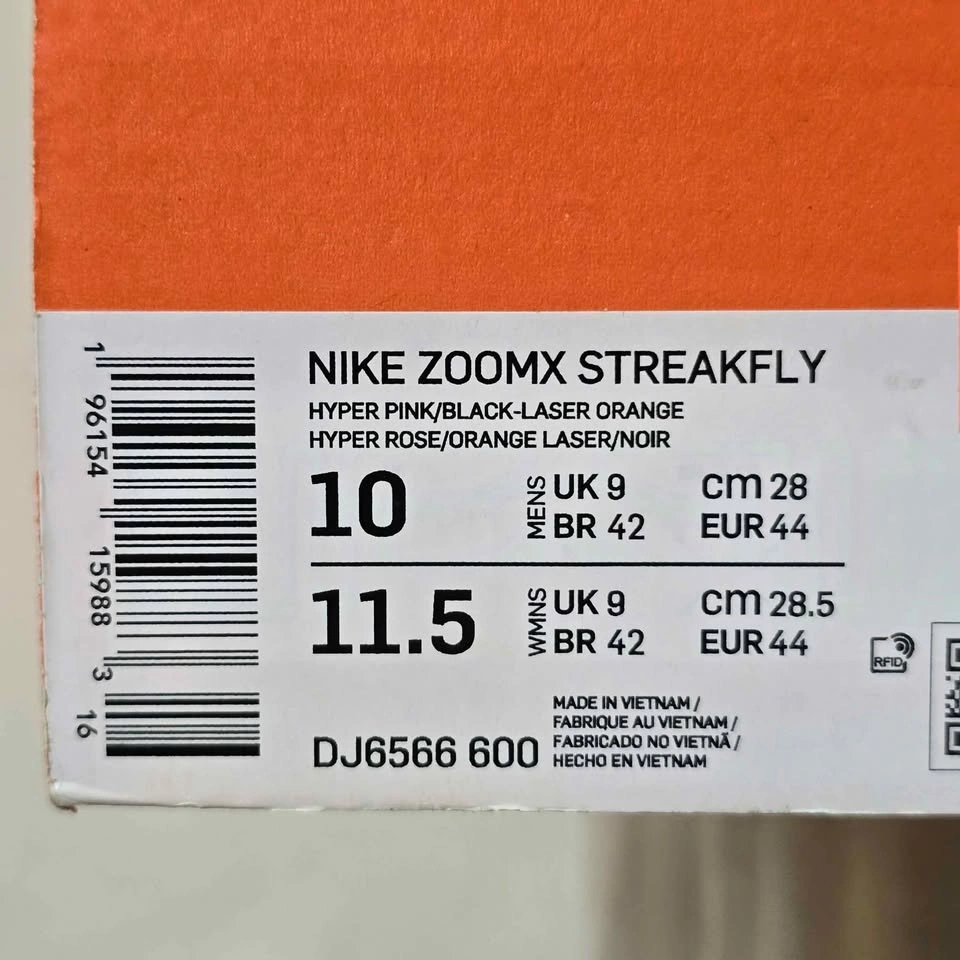 1 96154 15988 3 16
NIKE ZOOMX STREAKFLY
HYPER PINK/BLACK-LASER ORANGE
HYPER ROSE/ORANGE LASER/NOIR
10 MENS UK 9 cm 28
BR 42 EUR 44
11.5 WMNS UK 9 cm 28.5
BR 42 EUR 44
RFID
DJ6566 600
MADE IN VIETNAM /
FABRIQUE AU VIETNAM /
FABRICADO NO VIETNÃ /
HECHO EN VIETNAM